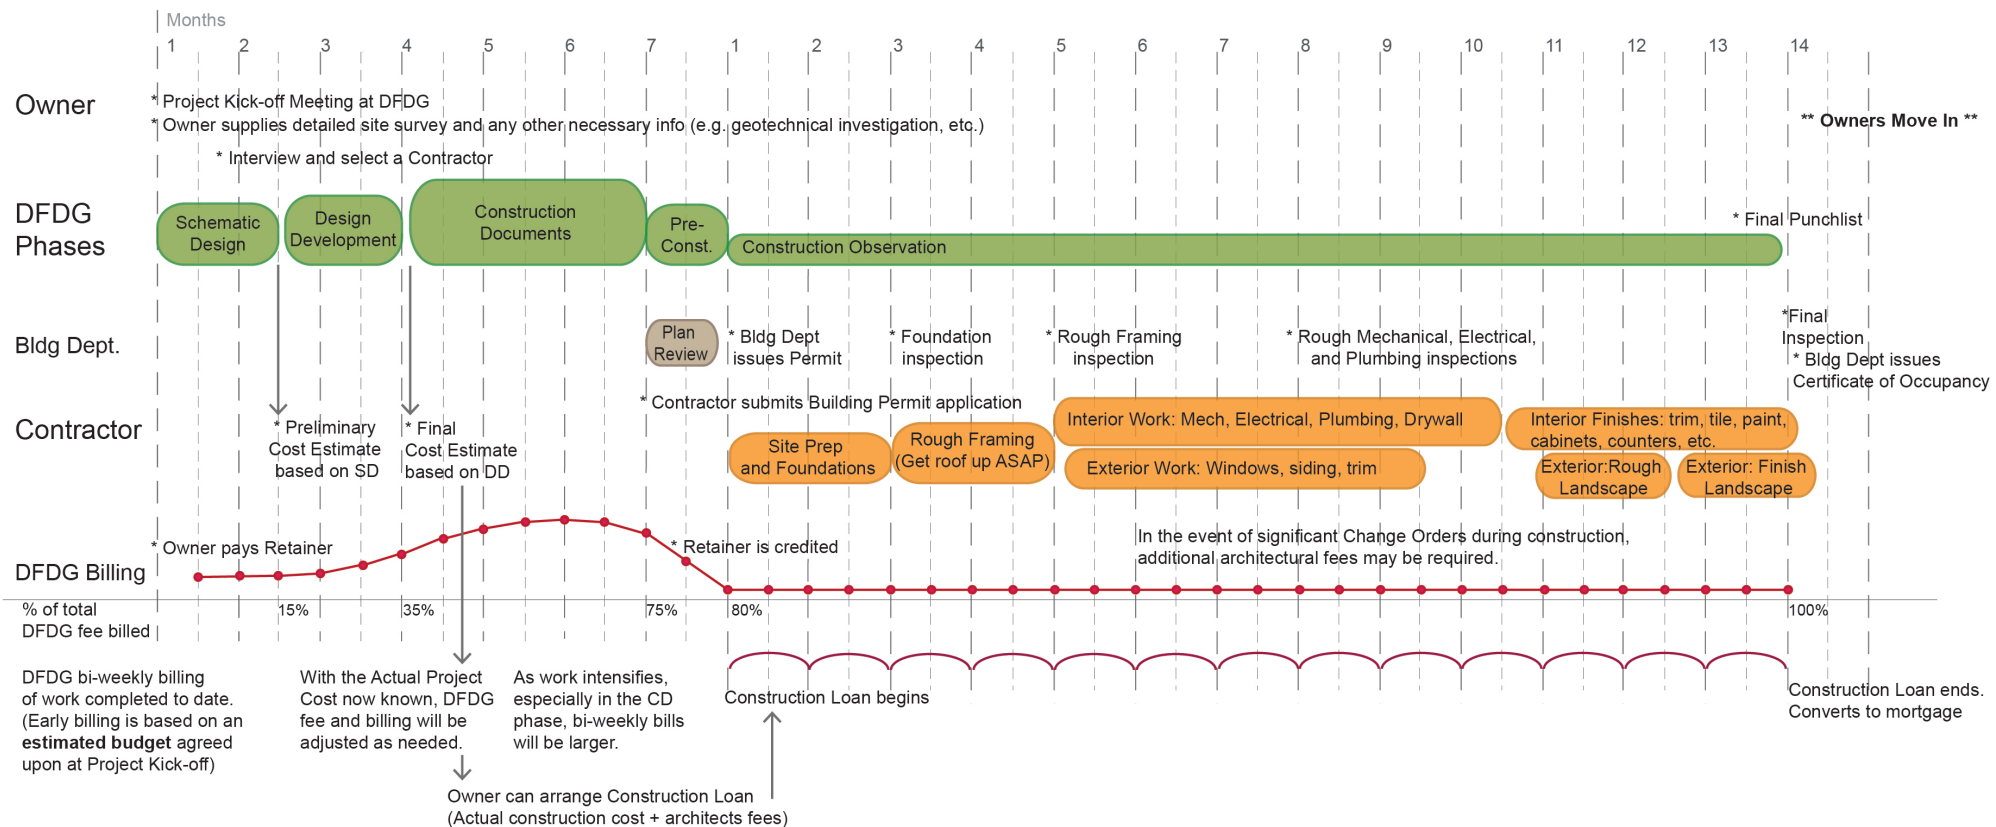 Months
1 2 3 4 5 6 7 1 2 3 4 5 6 7 8 9 10 11 12 13 14
Owner
* Project Kick-off Meeting at DFDG
* Owner supplies detailed site survey and any other necessary info (e.g. geotechnical investigation, etc.)
** Owners Move In **
* Interview and select a Contractor
DFDG
Phases
Schematic
Design
Design
Development
Construction
Documents
Pre-
Const.
Construction Observation
* Final Punchlist
Bldg Dept.
Plan
Review
* Bldg Dept
issues Permit
* Foundation
inspection
* Rough Framing
inspection
* Rough Mechanical, Electrical,
and Plumbing inspections
*Final
Inspection
* Bldg Dept issues
Certificate of Occupancy
Contractor
* Preliminary
Cost Estimate
based on SD
* Final
Cost Estimate
based on DD
* Contractor submits Building Permit application
Site Prep
and Foundations
Rough Framing
(Get roof up ASAP)
Interior Work: Mech, Electrical, Plumbing, Drywall
Exterior Work: Windows, siding, trim
Interior Finishes: trim, tile, paint,
cabinets, counters, etc.
Exterior:Rough
Landscape
Exterior: Finish
Landscape
DFDG Billing
* Owner pays Retainer
* Retainer is credited
In the event of significant Change Orders during construction,
additional architectural fees may be required.
% of total
DFDG fee billed
15% 35% 75% 80% 100%
DFDG bi-weekly billing
of work completed to date.
(Early billing is based on an
estimated budget agreed
upon at Project Kick-off)
With the Actual Project
Cost now known, DFDG
fee and billing will be
adjusted as needed.
As work intensifies,
especially in the CD
phase, bi-weekly bills
will be larger.
Construction Loan begins
Construction Loan ends.
Converts to mortgage
Owner can arrange Construction Loan
(Actual construction cost + architects fees)